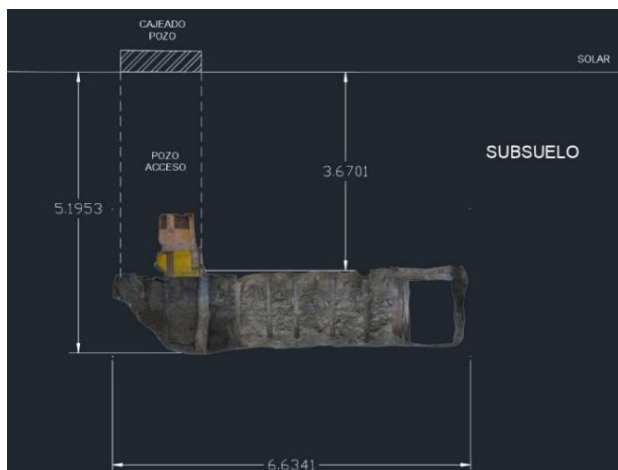 CAJEADO
POZO
SOLAR
POZO
ACCESO
SUBSUELO
3.6701
5.1953
6.6341